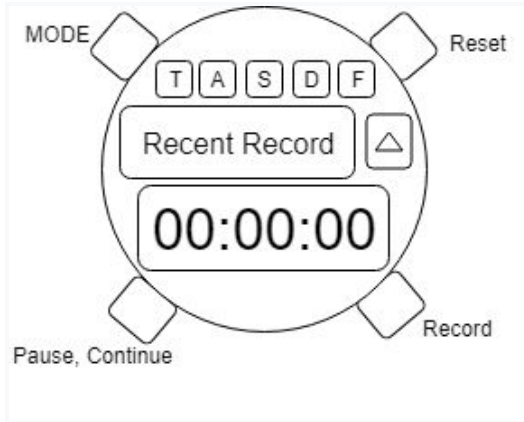 MODE
Reset
T A S D F
Recent Record
00:00:00
Record
Pause, Continue